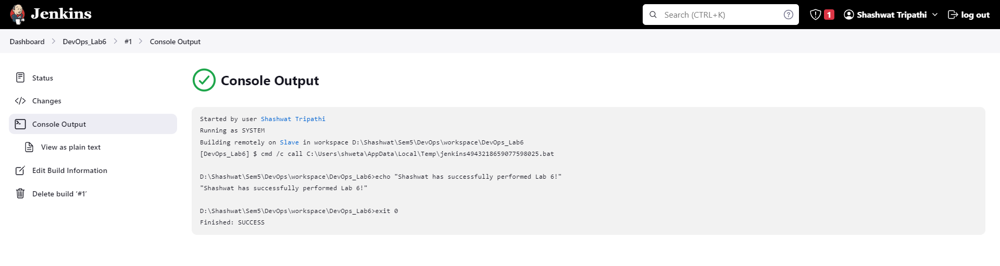 Jenkins
Search (CTRL+K)
1
Shashwat Tripathi
log out
Dashboard
DevOps_Lab6
#1
Console Output
Status
Changes
Console Output
View as plain text
Edit Build Information
Delete build ‘#1’
Console Output
Started by user Shashwat Tripathi
Running as SYSTEM
Building remotely on Slave in workspace D:\Shashwat\Sem5\DevOps\workspace\DevOps_Lab6
[DevOps_Lab6] $ cmd /c call C:\Users\shweta\AppData\Local\Temp\jenkins4943218659077598025.bat
D:\Shashwat\Sem5\DevOps\workspace\DevOps_Lab6>echo "Shashwat has successfully performed Lab 6!"
"Shashwat has successfully performed Lab 6!"
D:\Shashwat\Sem5\DevOps\workspace\DevOps_Lab6>exit 0
Finished: SUCCESS